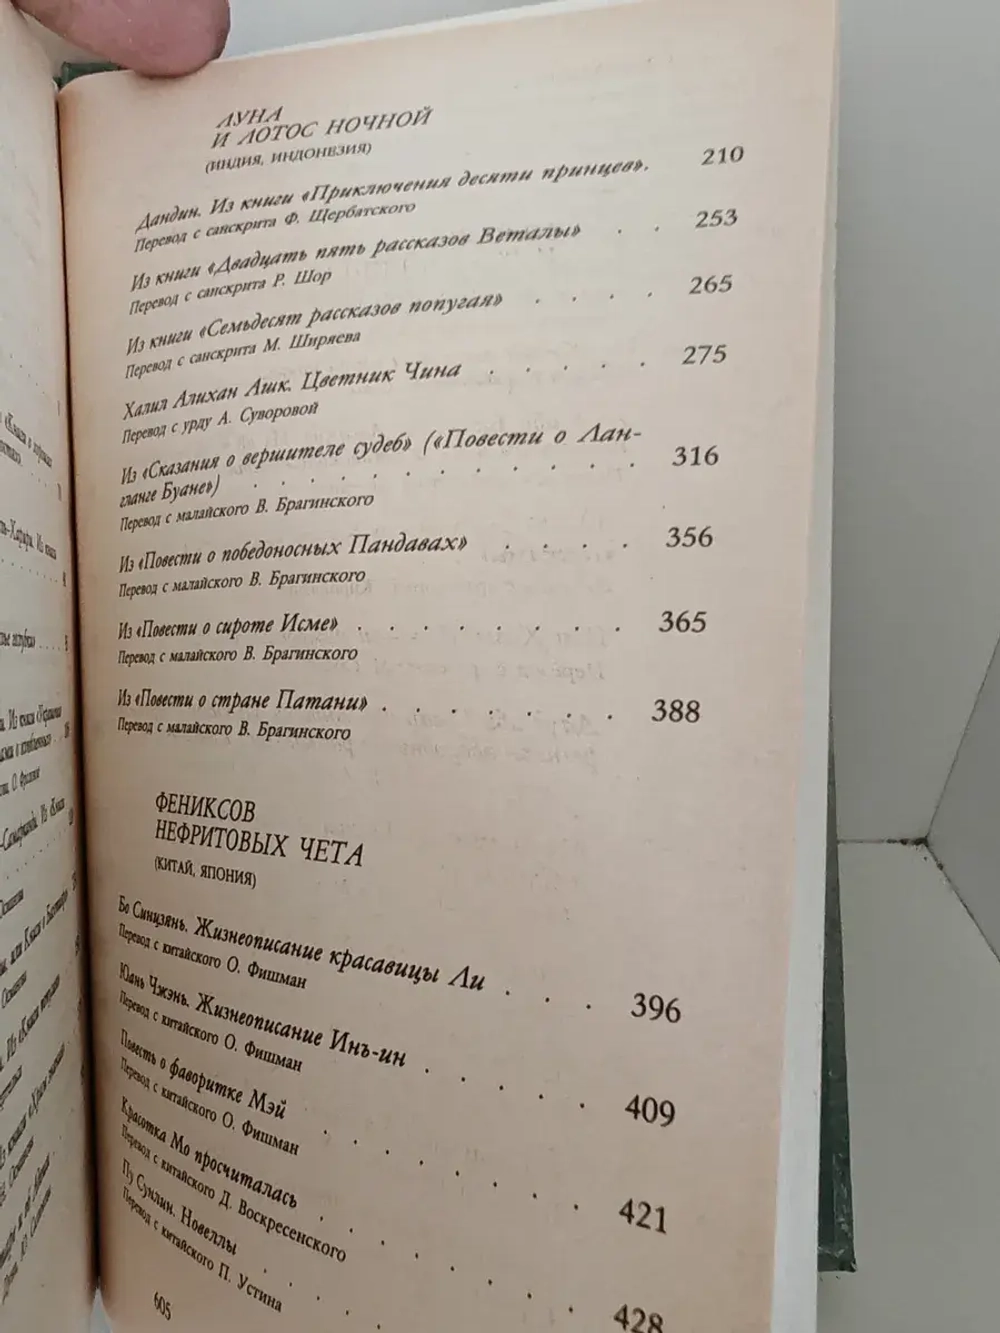 ЛУНА
И ЛОТОС НОЧНОЙ
(ИНДИЯ, ИНДОНЕЗИЯ)
Дандин. Из книги «Приключения десяти принцев». 210
Перевод с санскрита Ф. Щербатского
Из книги «Двадцать пять рассказов Веталы» . . 253
Перевод с санскрита Р. Шор
Из книги «Семьдесят рассказов попугая» . . . . 265
Перевод с санскрита М. Ширяева
Халил Алихан Ашк. Цветник Чина . . . . . 275
Перевод с урду А. Суворовой
Из «Сказания о вершителе судеб» («Повести о Лан-
гланге Буане») . . . . . . . . . . . 316
Перевод с малайского В. Брагинского
Из «Повести о победоносных Пандавах» . . . . . 356
Перевод с малайского В. Брагинского
Из «Повести о сироте Исме» . . . . . . . . . 365
Перевод с малайского В. Брагинского
Из «Повести о стране Патани» . . . . . . . . 388
Перевод с малайского В. Брагинского
ФЕНИКСОВ
НЕФРИТОВЫХ ЧЕТА
(КИТАЙ, ЯПОНИЯ)
Бо Синцзянь. Жизнеописание красавицы Ли . . . . 396
Перевод с китайского О. Фишман
Юань Чжэнь. Жизнеописание Инъ-ин . . . . . 409
Перевод с китайского О. Фишман
Повесть о фаворитке Мэй . . . . . . . . 421
Перевод с китайского О. Фишман
Красотка Мо просчиталась . . . . . . . . 428
Перевод с китайского Д. Воскресенского
Пу Сунлин. Новеллы . . .
Перевод с китайского П. Устина
605